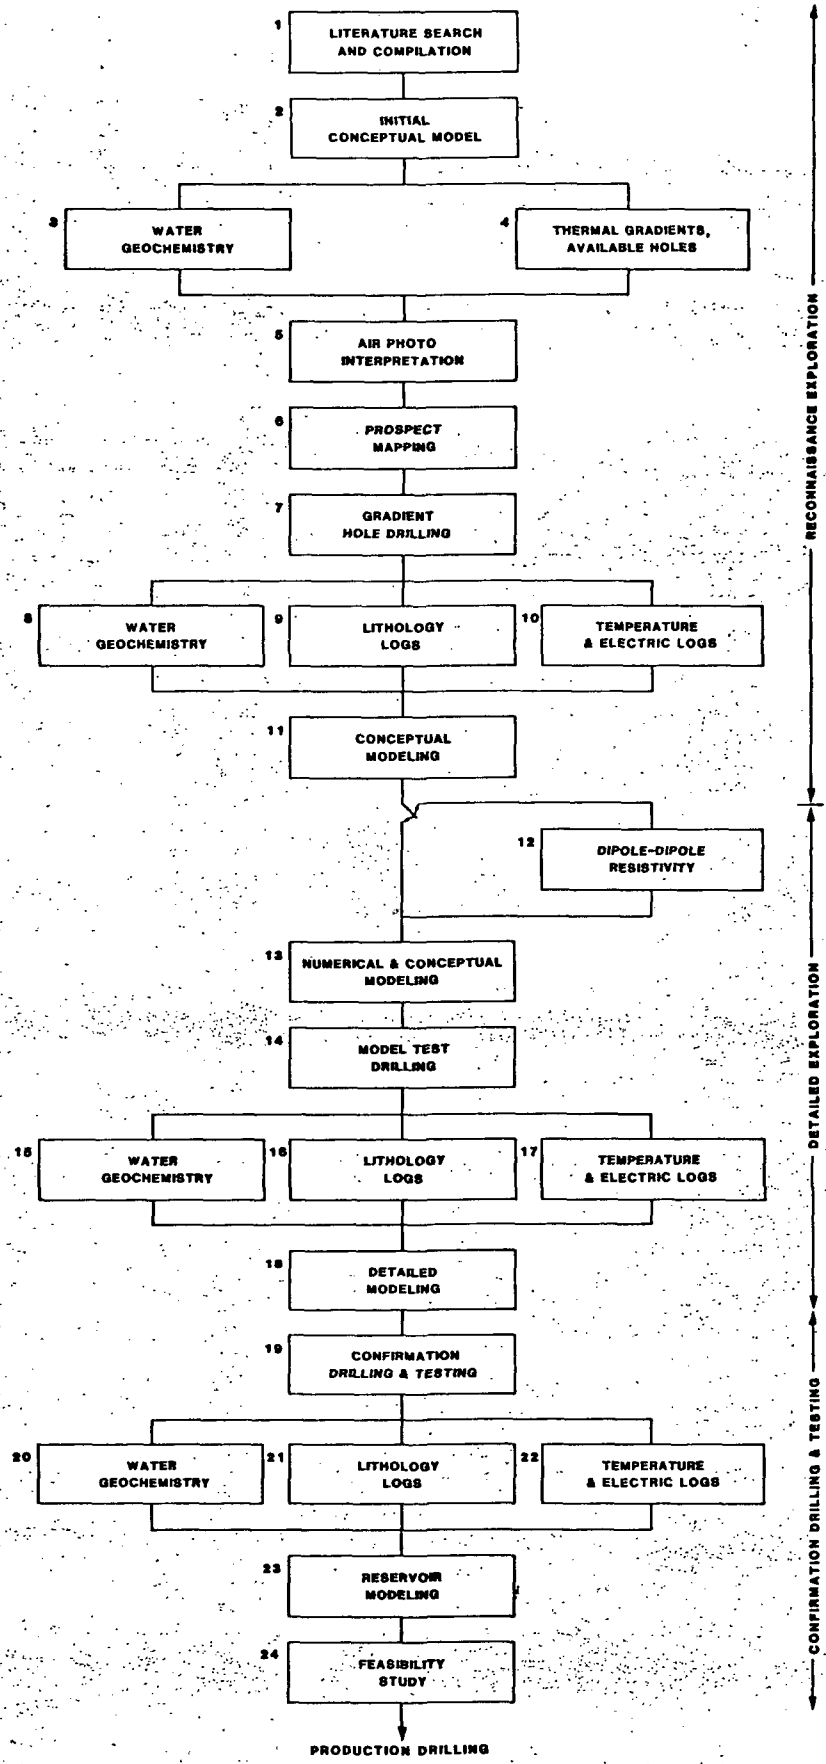 1
LITERATURE SEARCH
AND COMPILATION
2
INITIAL
CONCEPTUAL MODEL
3
WATER
GEOCHEMISTRY
4
THERMAL GRADIENTS,
AVAILABLE HOLES
5
AIR PHOTO
INTERPRETATION
6
PROSPECT
MAPPING
7
GRADIENT
HOLE DRILLING
8
WATER
GEOCHEMISTRY
9
LITHOLOGY
LOGS
10
TEMPERATURE
& ELECTRIC LOGS
11
CONCEPTUAL
MODELING
RECONNAISSANCE EXPLORATION
12
DIPOLE-DIPOLE
RESISTIVITY
13
NUMERICAL & CONCEPTUAL
MODELING
14
MODEL TEST
DRILLING
15
WATER
GEOCHEMISTRY
16
LITHOLOGY
LOGS
17
TEMPERATURE
& ELECTRIC LOGS
18
DETAILED
MODELING
DETAILED EXPLORATION
19
CONFIRMATION
DRILLING & TESTING
20
WATER
GEOCHEMISTRY
21
LITHOLOGY
LOGS
22
TEMPERATURE
& ELECTRIC LOGS
23
RESERVOIR
MODELING
24
FEASIBILITY
STUDY
CONFIRMATION DRILLING & TESTING
PRODUCTION DRILLING